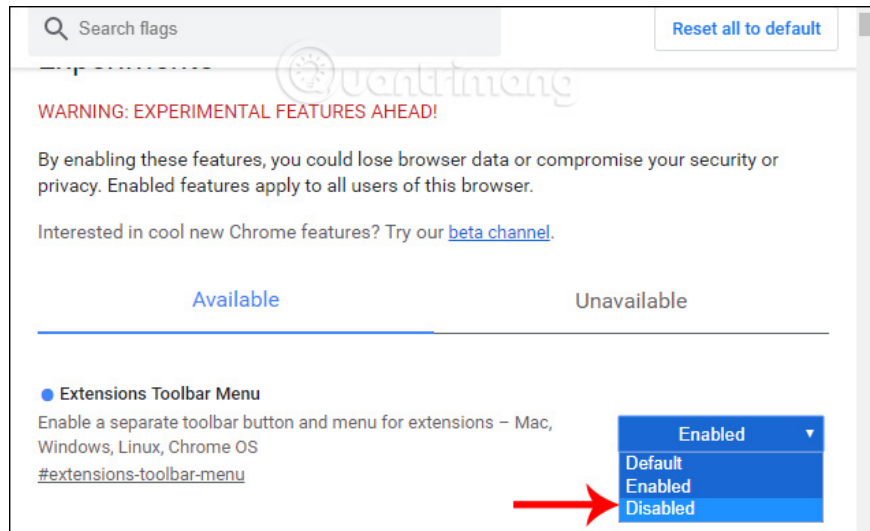 Search flags
Reset all to default
Experiments
Quantrimang
WARNING: EXPERIMENTAL FEATURES AHEAD!
By enabling these features, you could lose browser data or compromise your security or
privacy. Enabled features apply to all users of this browser.
Interested in cool new Chrome features? Try our beta channel.
Available
Unavailable
Extensions Toolbar Menu
Enable a separate toolbar button and menu for extensions – Mac,
Windows, Linux, Chrome OS
#extensions-toolbar-menu
Enabled
Default
Enabled
Disabled